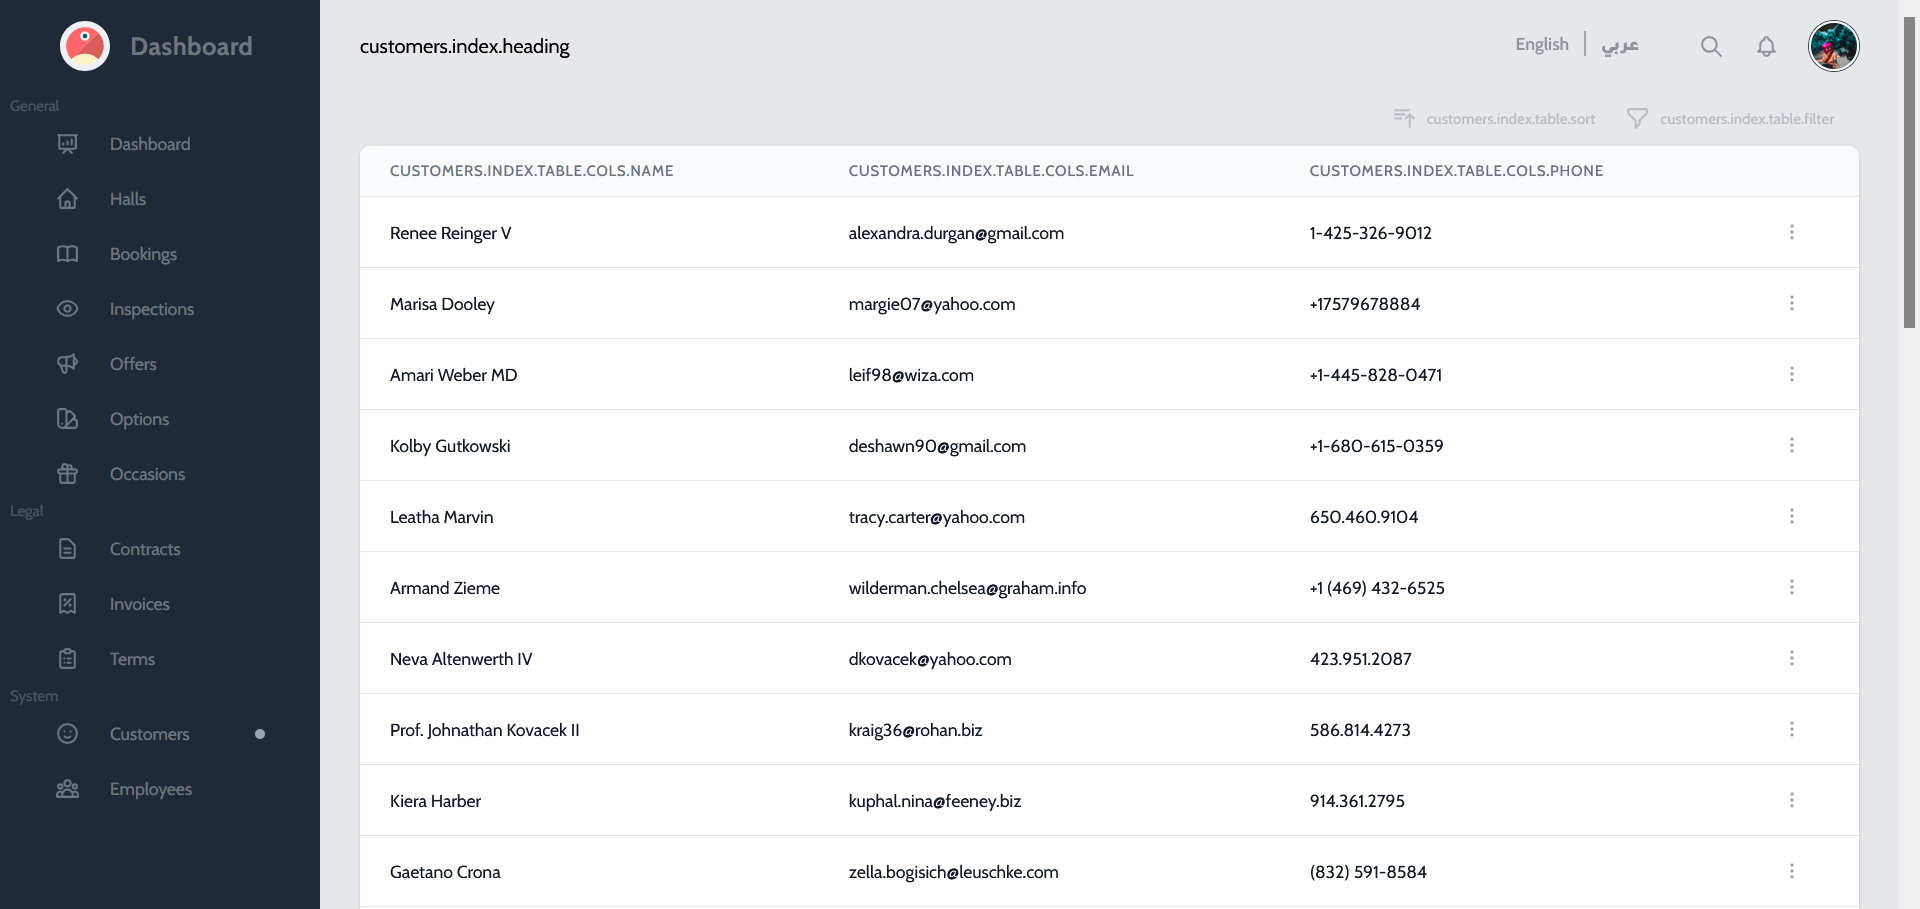 Dashboard
General
Dashboard
Halls
Bookings
Inspections
Offers
Options
Occasions
Legal
Contracts
Invoices
Terms
System
Customers
Employees
customers.index.heading
English
عربي
customers.index.table.sort
customers.index.table.filter
CUSTOMERS.INDEX.TABLE.COLS.NAME CUSTOMERS.INDEX.TABLE.COLS.EMAIL CUSTOMERS.INDEX.TABLE.COLS.PHONE
Renee Reinger V alexandra.durgan@gmail.com 1-425-326-9012
Marisa Dooley margie07@yahoo.com +17579678884
Amari Weber MD leif98@wiza.com +1-445-828-0471
Kolby Gutkowski deshawn90@gmail.com +1-680-615-0359
Leatha Marvin tracy.carter@yahoo.com 650.460.9104
Armand Zieme wilderman.chelsea@graham.info +1 (469) 432-6525
Neva Altenwerth IV dkovacek@yahoo.com 423.951.2087
Prof. Johnathan Kovacek II kraig36@rohan.biz 586.814.4273
Kiera Harber kuphal.nina@feeney.biz 914.361.2795
Gaetano Crona zella.bogisich@leuschke.com (832) 591-8584